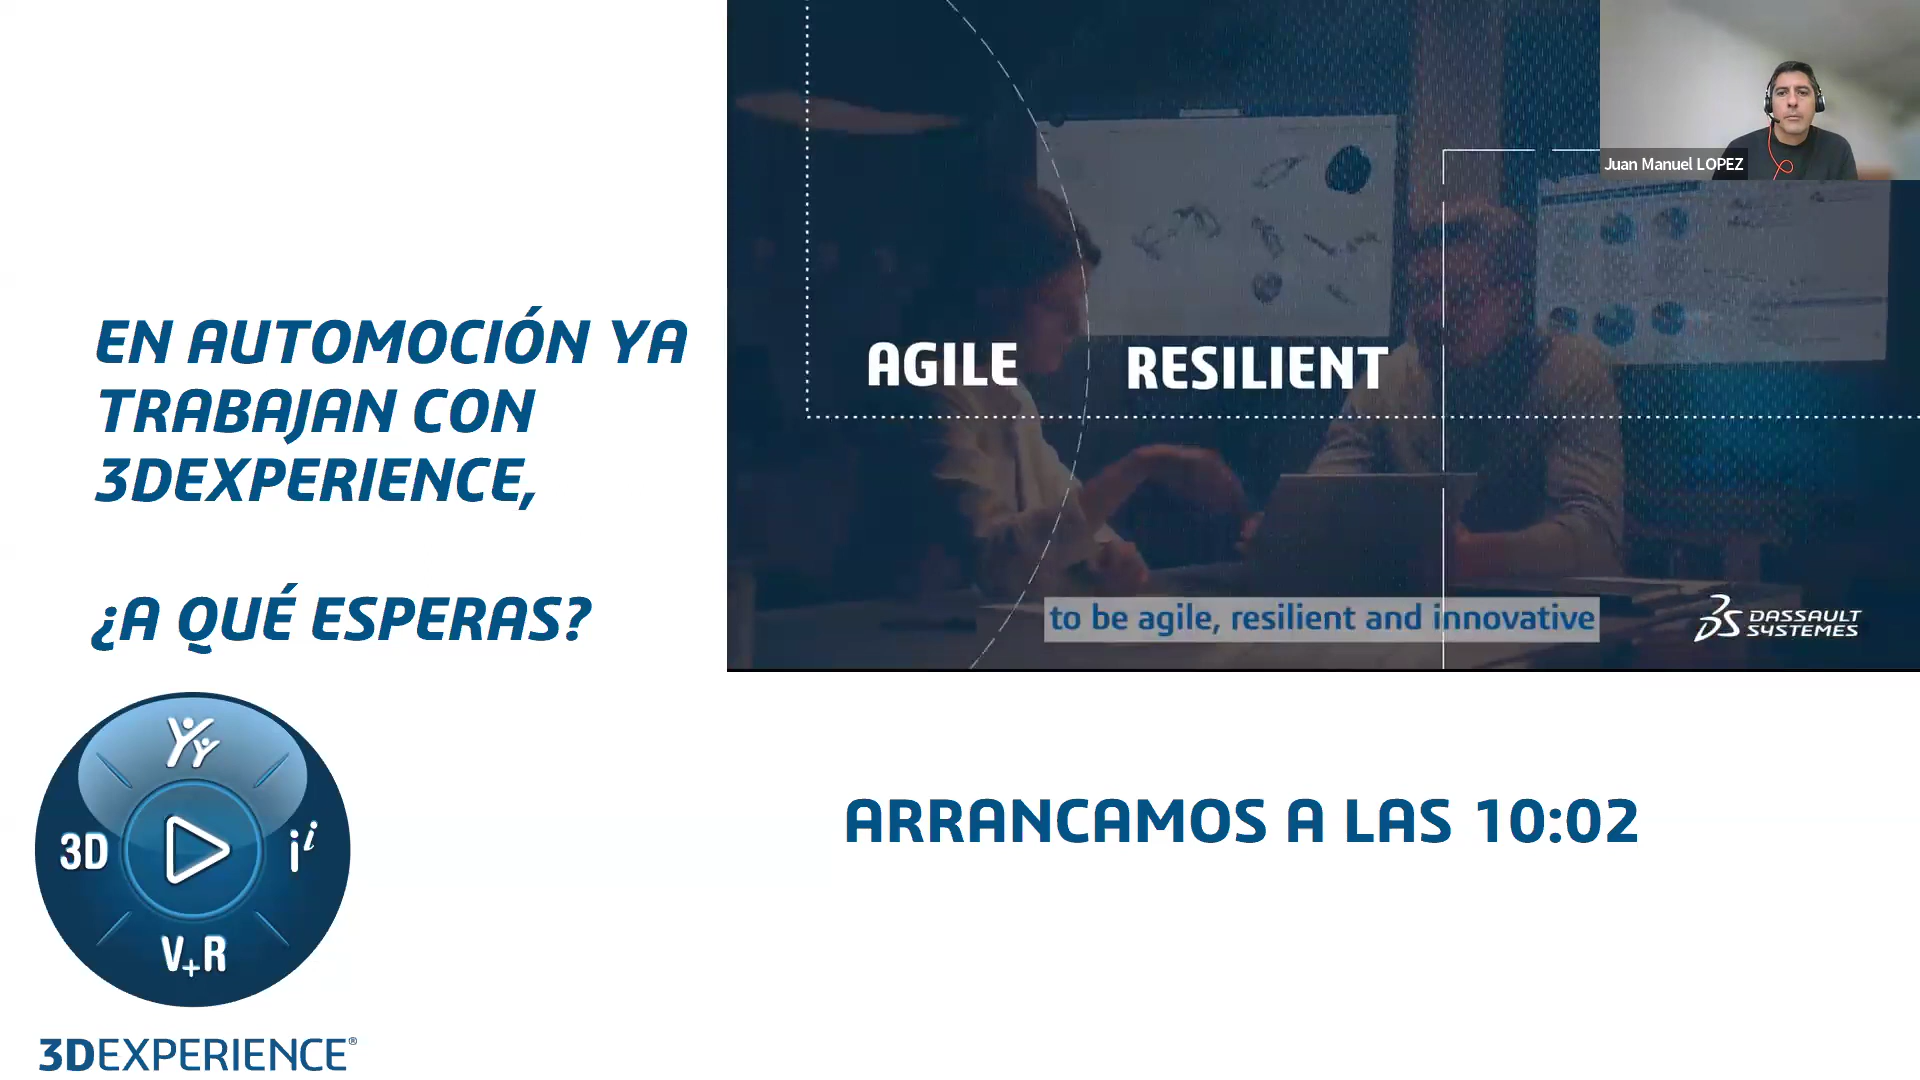 EN AUTOMOCIÓN YA
TRABAJAN CON
3DEXPERIENCE,
¿A QUÉ ESPERAS?
AGILE RESILIENT
Juan Manuel LOPEZ
to be agile, resilient and innovative
3S DASSAULT
SYSTEMES
ARRANCAMOS A LAS 10:02
3D
i i
V+R
3DEXPERIENCE®